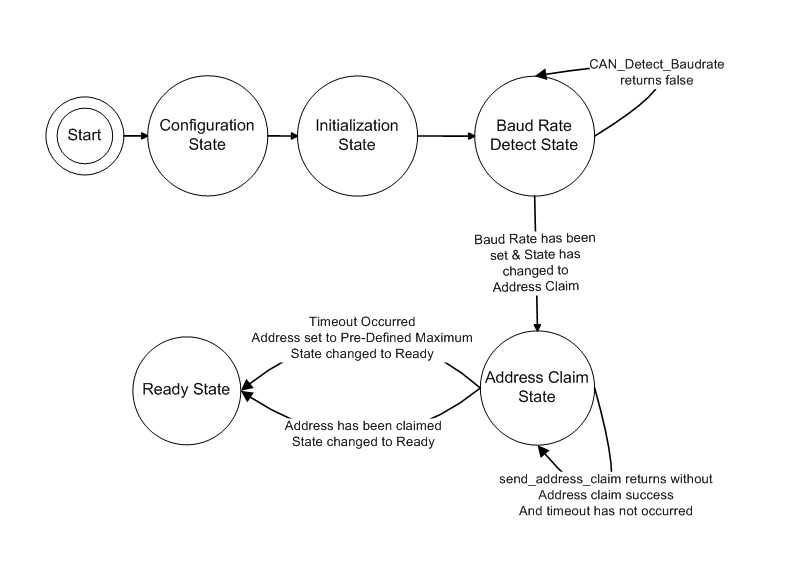 CAN_Detect_Baudrate
returns false
Start
Configuration
State
Initialization
State
Baud Rate
Detect State
Baud Rate has been
set & State has
changed to
Address Claim
Timeout Occurred
Address set to Pre-Defined Maximum
State changed to Ready
Ready State
Address Claim
State
Address has been claimed
State changed to Ready
send_address_claim returns without
Address claim success
And timeout has not occurred